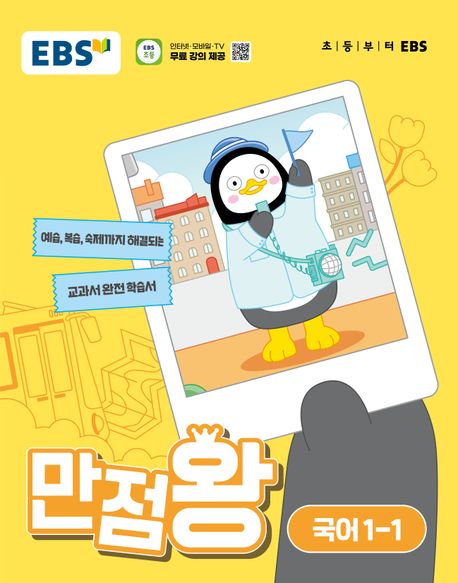 EBS
EBS
초등
인터넷·모바일·TV
무료 강의 제공
초 | 등 | 부 | 터 EBS
예습, 복습, 숙제까지 해결되는
교과서 완전 학습서
만점왕
국어 1-1